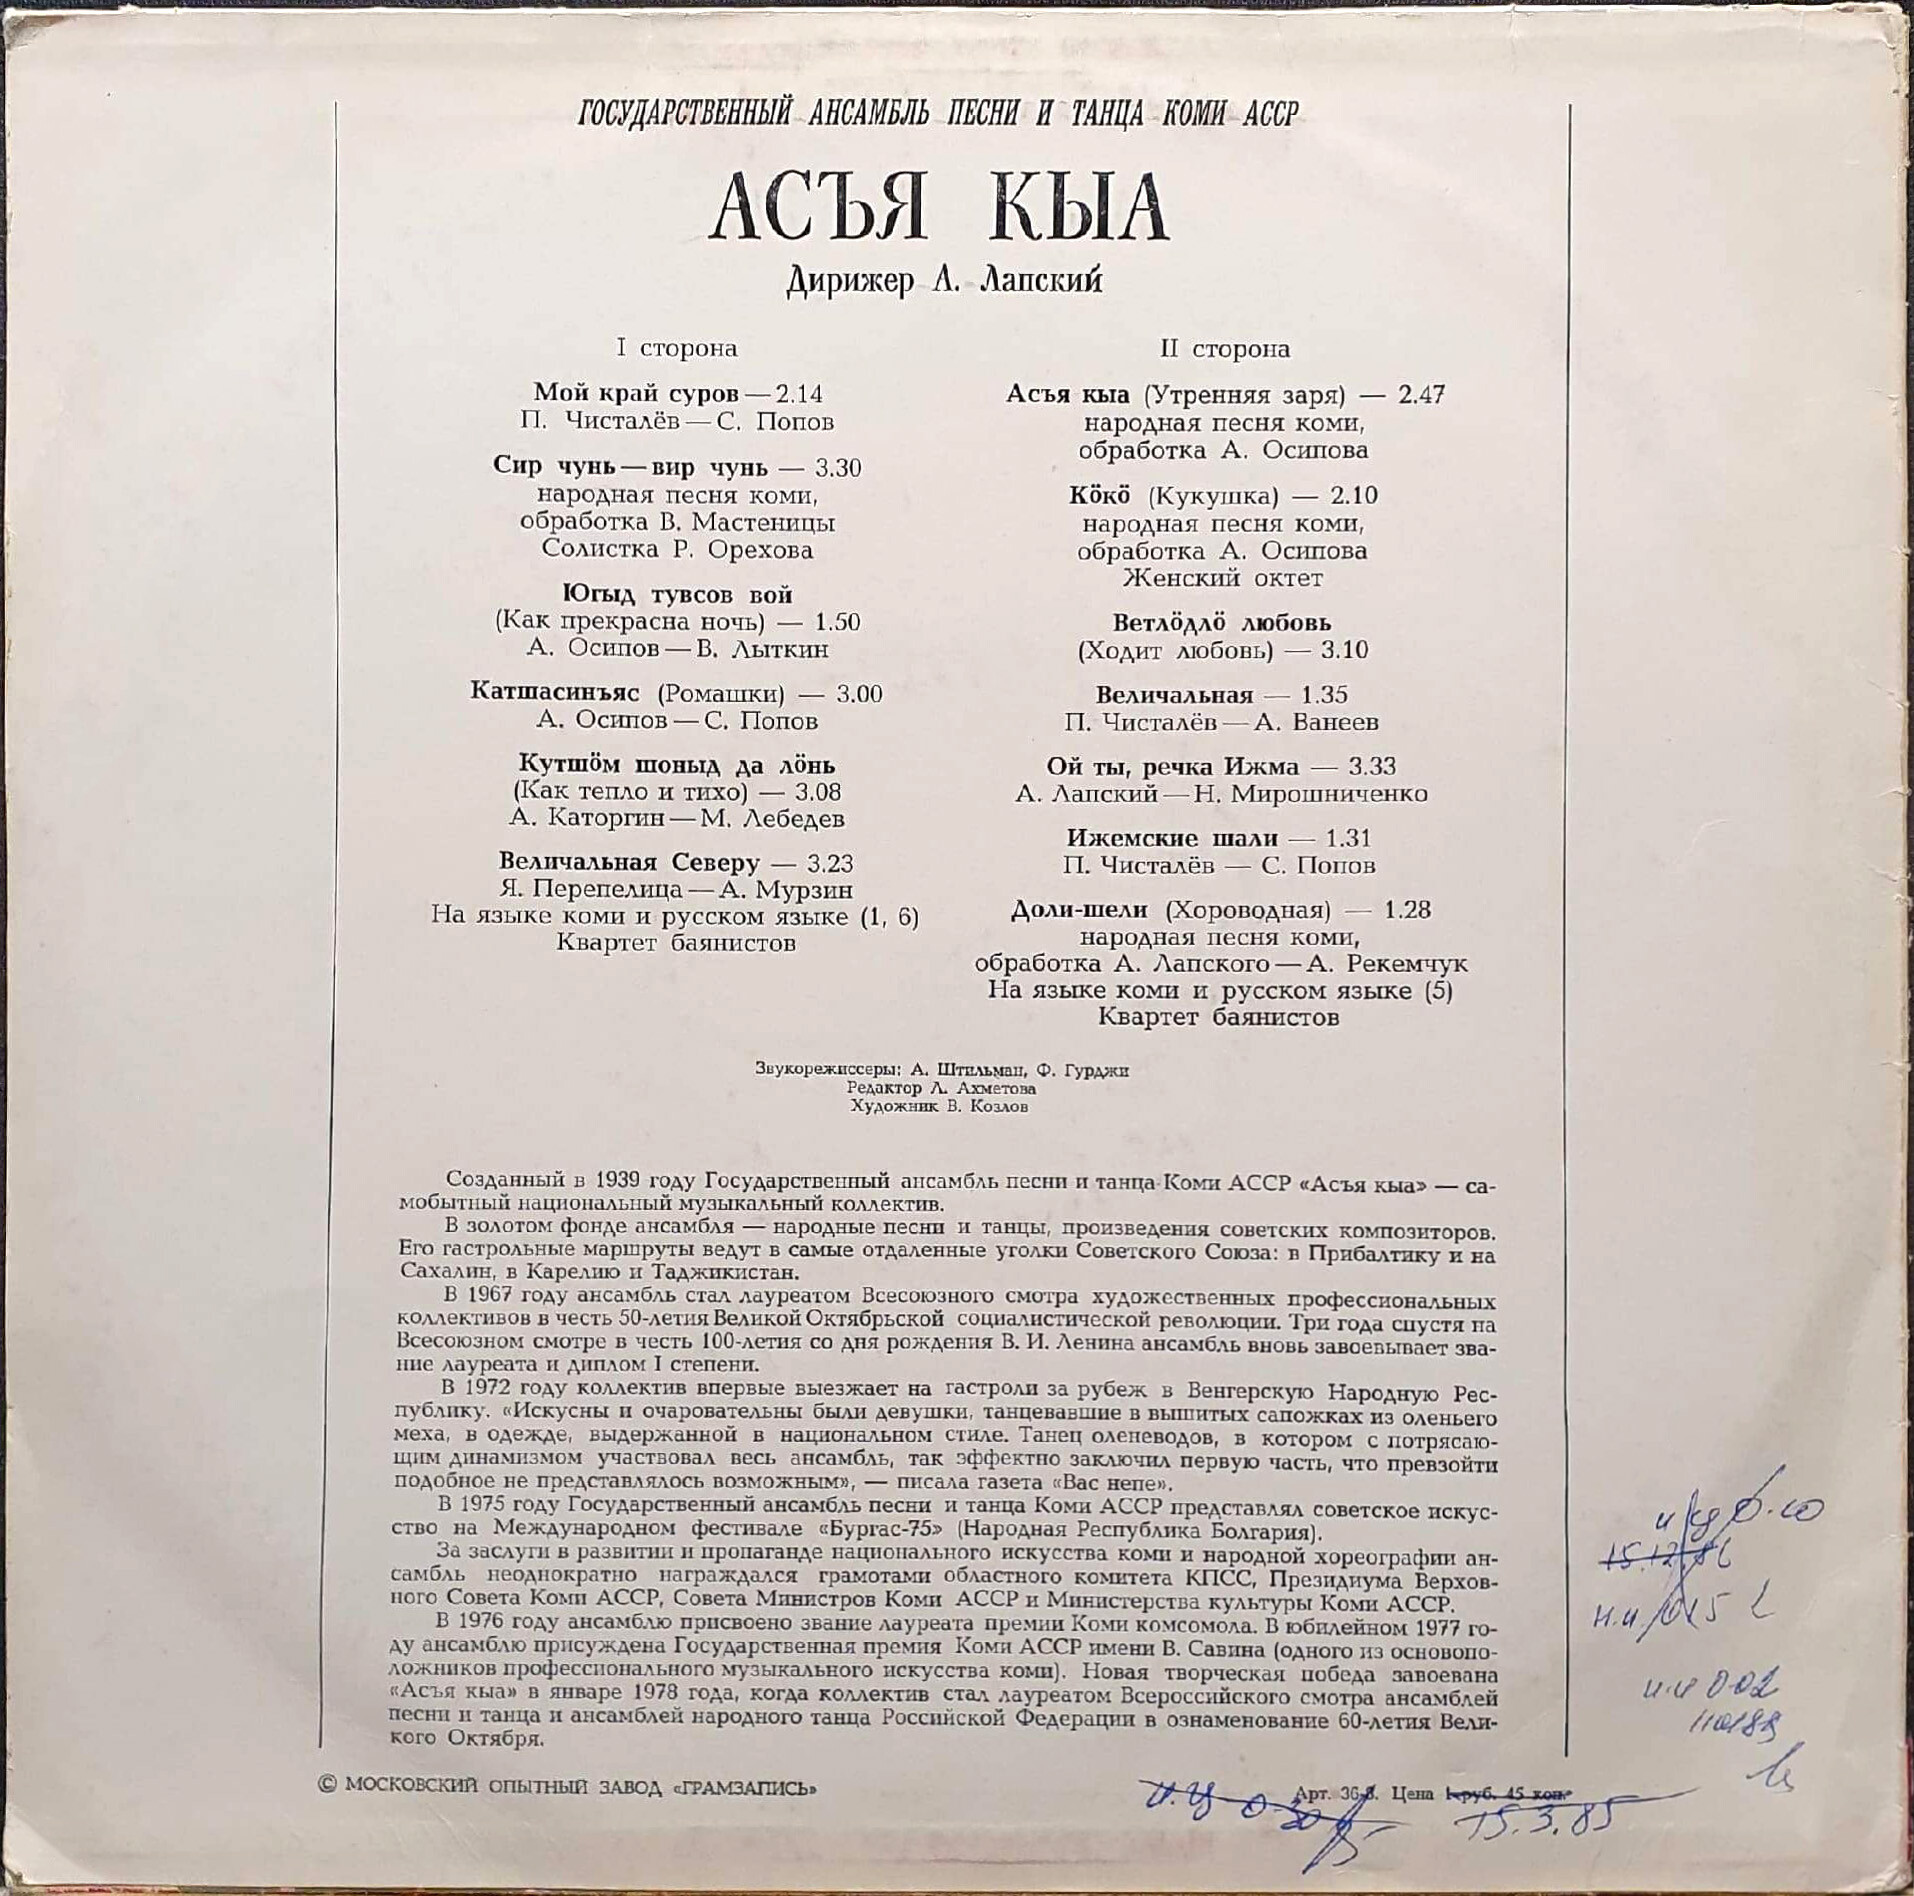 ГОСУДАРСТВЕННЫЙ АНСАМБЛЬ ПЕСНИ И ТАНЦА КОМИ АССР
АСЪЯ КЫА
Дирижер А. Лапский
I сторона
Мой край суров — 2.14
П. Чисталёв — С. Попов
Сир чунь — вир чунь — 3.30
народная песня коми,
обработка В. Мастеницы
Солистка Р. Орехова
Югыд тувсов вой
(Как прекрасна ночь) — 1.50
А. Осипов — В. Лыткин
Катшасинъяс (Ромашки) — 3.00
А. Осипов — С. Попов
Кутшӧм шоныд да лӧнь
(Как тепло и тихо) — 3.08
А. Каторгин — М. Лебедев
Величальная Северу — 3.23
Я. Перепелица — А. Мурзин
На языке коми и русском языке (1, 6)
Квартет баянистов
II сторона
Асъя кыа (Утренняя заря) — 2.47
народная песня коми,
обработка А. Осипова
Кӧкӧ (Кукушка) — 2.10
народная песня коми,
обработка А. Осипова
Женский октет
Ветлӧдлӧ любовь
(Ходит любовь) — 3.10
Величальная — 1.35
П. Чисталёв — А. Ванеев
Ой ты, речка Ижма — 3.33
А. Лапский — Н. Мирошниченко
Ижемские шали — 1.31
П. Чисталёв — С. Попов
Доли-шели (Хороводная) — 1.28
народная песня коми,
обработка А. Лапского — А. Рекемчук
На языке коми и русском языке (5)
Квартет баянистов
Звукорежиссеры: А. Штильман, Ф. Гурджи
Редактор Л. Ахметова
Художник В. Козлов
Созданный в 1939 году Государственный ансамбль песни и танца Коми АССР «Асъя кыа» — са-
мобытный национальный музыкальный коллектив.
В золотом фонде ансамбля — народные песни и танцы, произведения советских композиторов.
Его гастрольные маршруты ведут в самые отдаленные уголки Советского Союза: в Прибалтику и на
Сахалин, в Карелию и Таджикистан.
В 1967 году ансамбль стал лауреатом Всесоюзного смотра художественных профессиональных
коллективов в честь 50-летия Великой Октябрьской социалистической революции. Три года спустя на
Всесоюзном смотре в честь 100-летия со дня рождения В. И. Ленина ансамбль вновь завоевывает зва-
ние лауреата и диплом I степени.
В 1972 году коллектив впервые выезжает на гастроли за рубеж в Венгерскую Народную Рес-
публику. «Искусны и очаровательны были девушки, танцевавшие в вышитых сапожках из оленьего
меха, в одежде, выдержанной в национальном стиле. Танец оленеводов, в котором с потрясаю-
щим динамизмом участвовал весь ансамбль, так эффектно заключил первую часть, что превзойти
подобное не представлялось возможным», — писала газета «Вас непе».
В 1975 году Государственный ансамбль песни и танца Коми АССР представлял советское искус-
ство на Международном фестивале «Бургас-75» (Народная Республика Болгария).
За заслуги в развитии и пропаганде национального искусства коми и народной хореографии ан-
самбль неоднократно награждался грамотами областного комитета КПСС, Президиума Верхов-
ного Совета Коми АССР, Совета Министров Коми АССР и Министерства культуры Коми АССР.
В 1976 году ансамблю присвоено звание лауреата премии Коми комсомола. В юбилейном 1977 го-
ду ансамблю присуждена Государственная премия Коми АССР имени В. Савина (одного из основопо-
ложников профессионального музыкального искусства коми). Новая творческая победа завоевана
«Асъя кыа» в январе 1978 года, когда коллектив стал лауреатом Всероссийского смотра ансамблей
песни и танца и ансамблей народного танца Российской Федерации в ознаменование 60-летия Вели-
кого Октября.
© МОСКОВСКИЙ ОПЫТНЫЙ ЗАВОД «ГРАМЗАПИСЬ»
Арт. 36-8. Цена 1 руб. 45 коп.
15.3.85